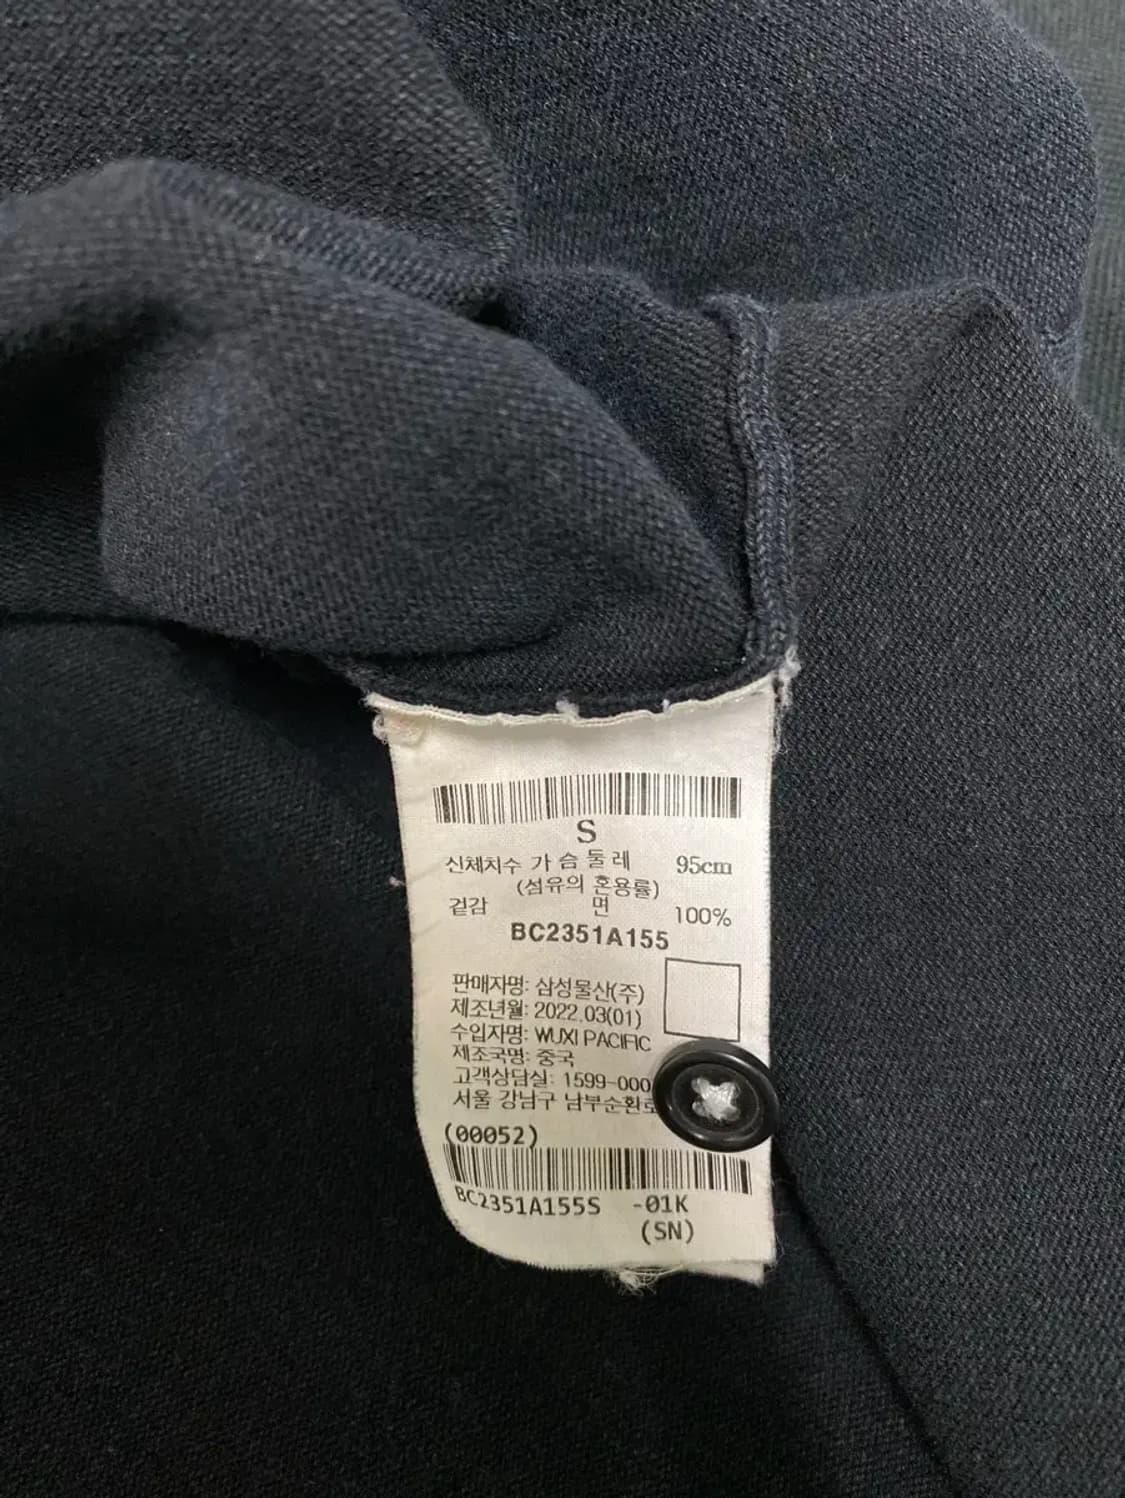 S
신체치수 가 슴 둘 레 95cm
(섬유의 혼용률)
겉감 면 100%
BC2351A155
판매자명: 삼성물산(주)
제조년월: 2022.03(01)
수입자명: WUXI PACIFIC
제조국명: 중국
고객상담실: 1599-000
서울 강남구 남부순환로
(00052)
BC2351A155S -01K
(SN)